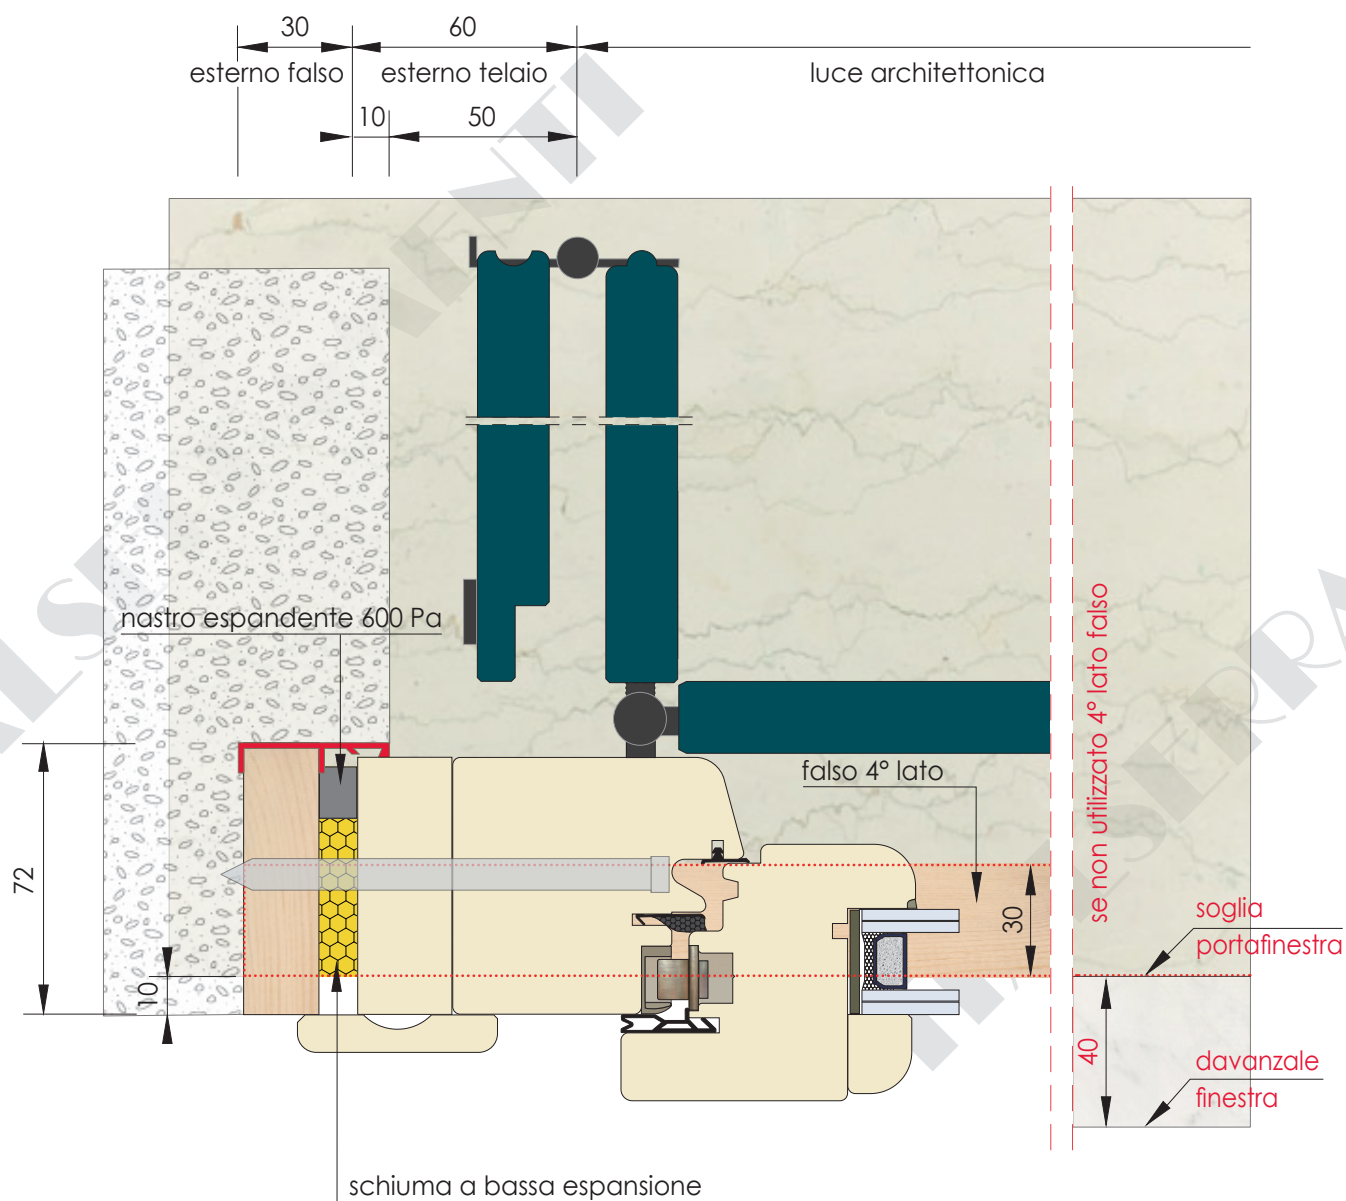 30
60
esterno falso
esterno telaio
luce architettonica
10
50
nastro espandente 600 Pa
falso 4° lato
se non utilizzato 4° lato falso
72
10
30
soglia
portafinestra
40
davanzale
finestra
schiuma a bassa espansione